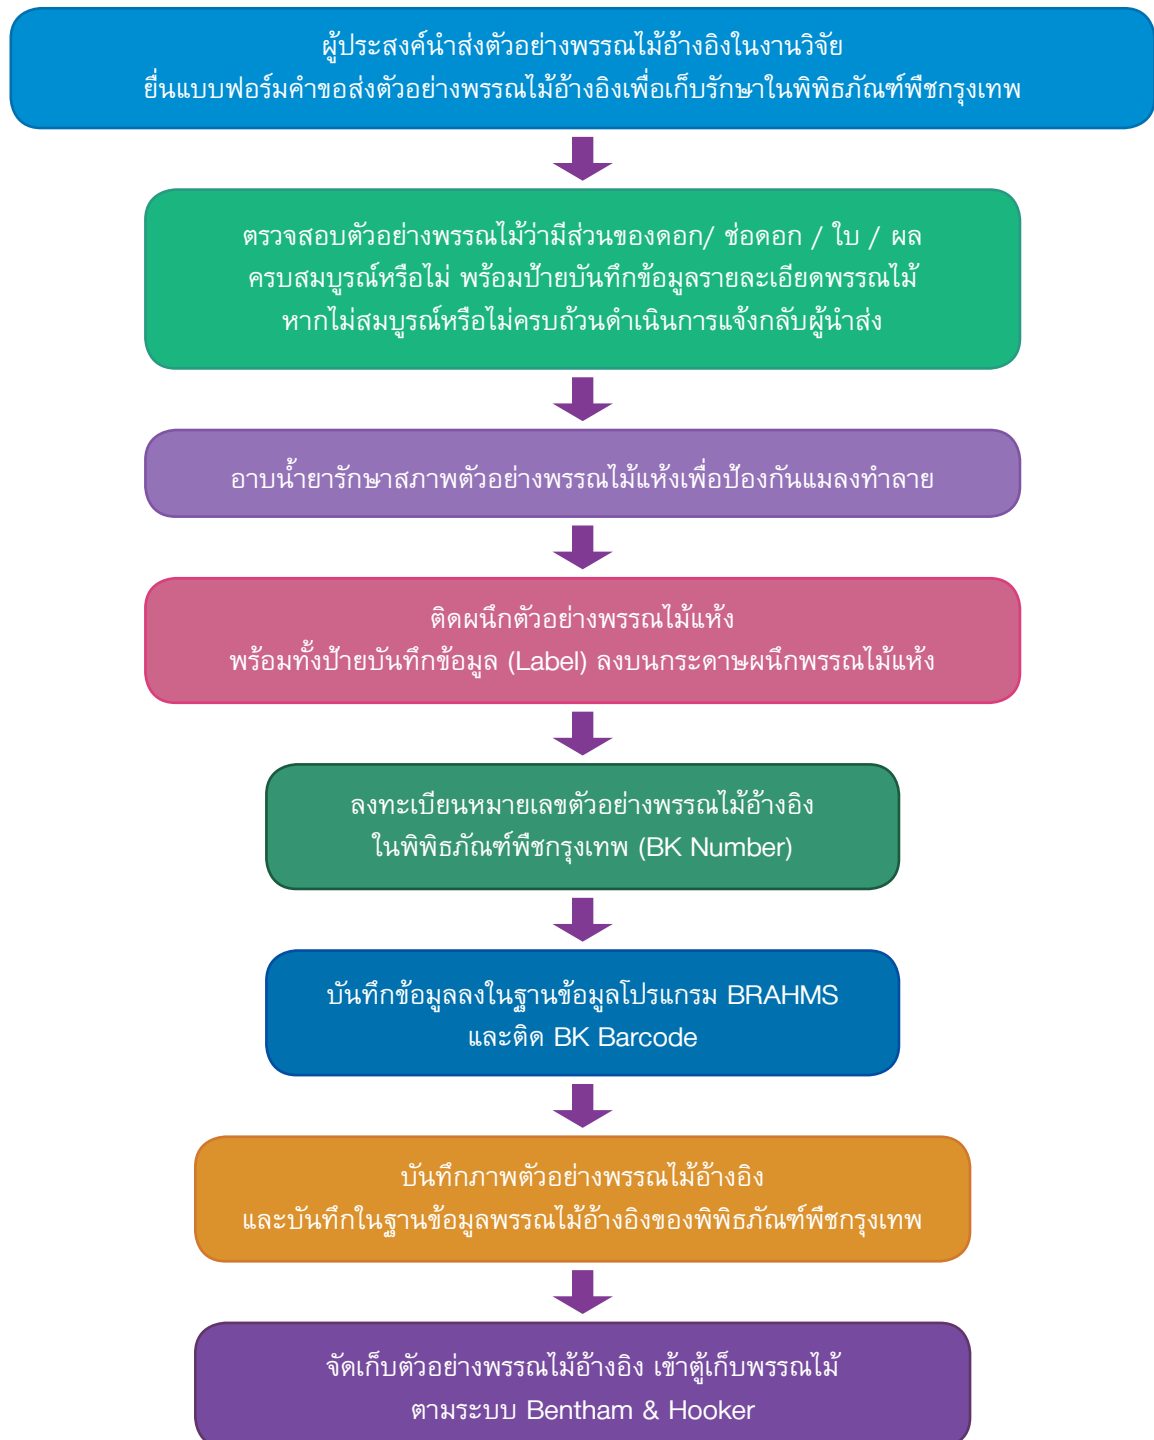 ผู้ประสงค์นำส่งตัวอย่างพรรณไม้อ้างอิงในงานวิจัย
ยื่นแบบฟอร์มคำขอส่งตัวอย่างพรรณไม้อ้างอิงเพื่อเก็บรักษาในพิพิธภัณฑ์พืชกรุงเทพ
ตรวจสอบตัวอย่างพรรณไม้ว่ามีส่วนของดอก/ ช่อดอก / ใบ / ผล
ครบสมบูรณ์หรือไม่ พร้อมป้ายบันทึกข้อมูลรายละเอียดพรรณไม้
หากไม่สมบูรณ์หรือไม่ครบถ้วนดำเนินการแจ้งกลับผู้นำส่ง
อาบน้ำยารักษาสภาพตัวอย่างพรรณไม้แห้งเพื่อป้องกันแมลงทำลาย
ติดผนึกตัวอย่างพรรณไม้แห้ง
พร้อมทั้งป้ายบันทึกข้อมูล (Label) ลงบนกระดาษผนึกพรรณไม้แห้ง
ลงทะเบียนหมายเลขตัวอย่างพรรณไม้อ้างอิง
ในพิพิธภัณฑ์พืชกรุงเทพ (BK Number)
บันทึกข้อมูลลงในฐานข้อมูลโปรแกรม BRAHMS
และติด BK Barcode
บันทึกภาพตัวอย่างพรรณไม้อ้างอิง
และบันทึกในฐานข้อมูลพรรณไม้อ้างอิงของพิพิธภัณฑ์พืชกรุงเทพ
จัดเก็บตัวอย่างพรรณไม้อ้างอิง เข้าตู้เก็บพรรณไม้
ตามระบบ Bentham & Hooker